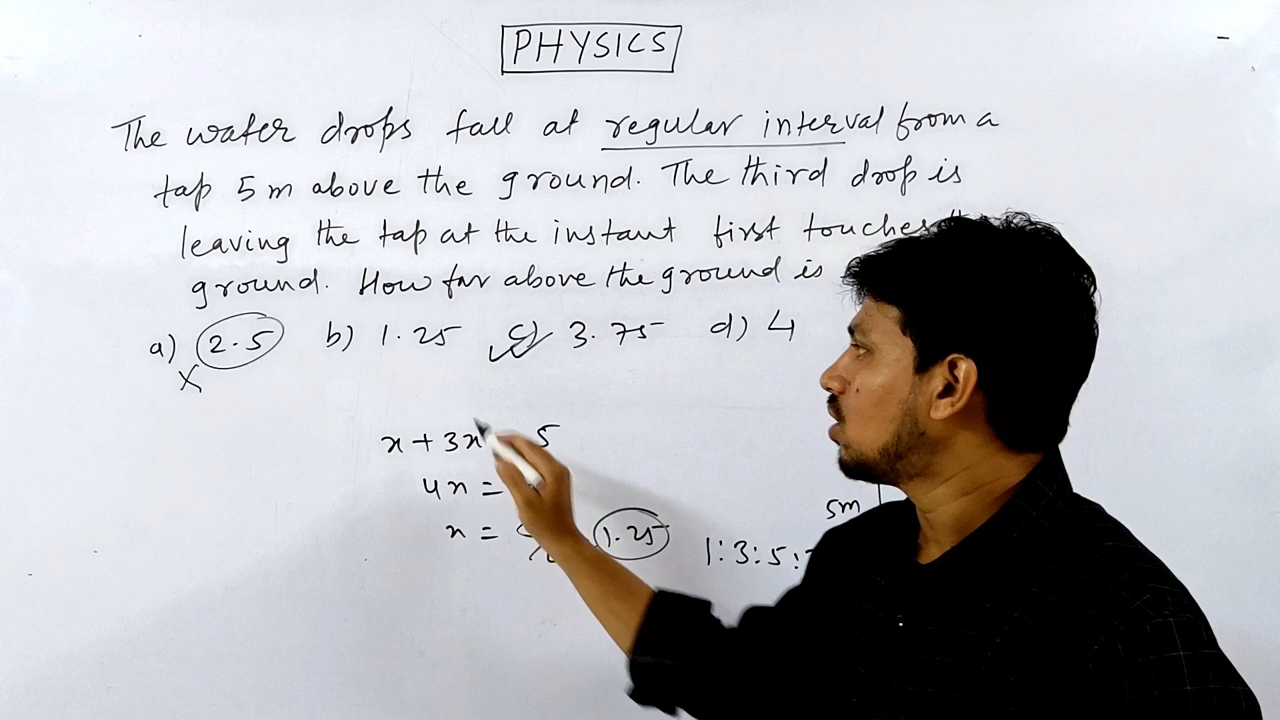 PHYSICS
The water drops fall at regular interval from a
tap 5 m above the ground. The third drop is
leaving the tap at the instant first touches
ground. How far above the ground is
a) 2.5 b) 1.25 c) 3.75 d) 4
x
x + 3x 5
4x =
x = 1.25
5m
1:3:5: